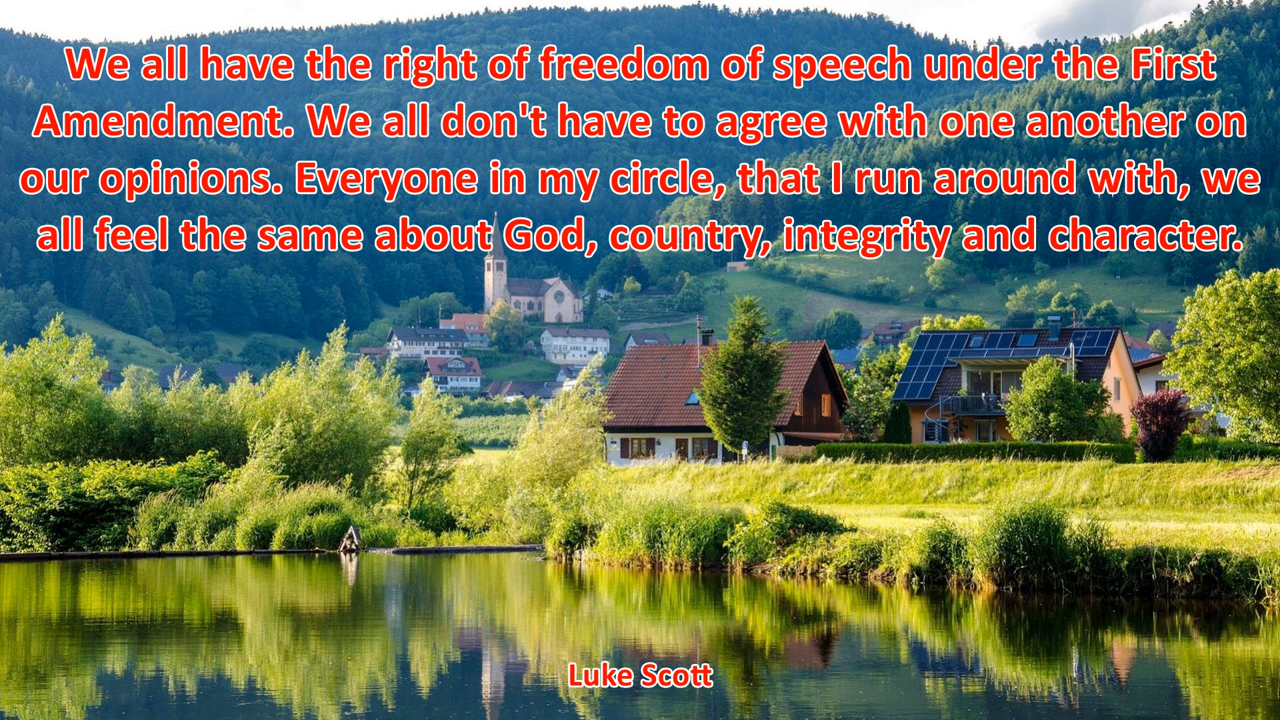 We all have the right of freedom of speech under the First
Amendment. We all don't have to agree with one another on
our opinions. Everyone in my circle, that I run around with, we
all feel the same about God, country, integrity and character.
Luke Scott